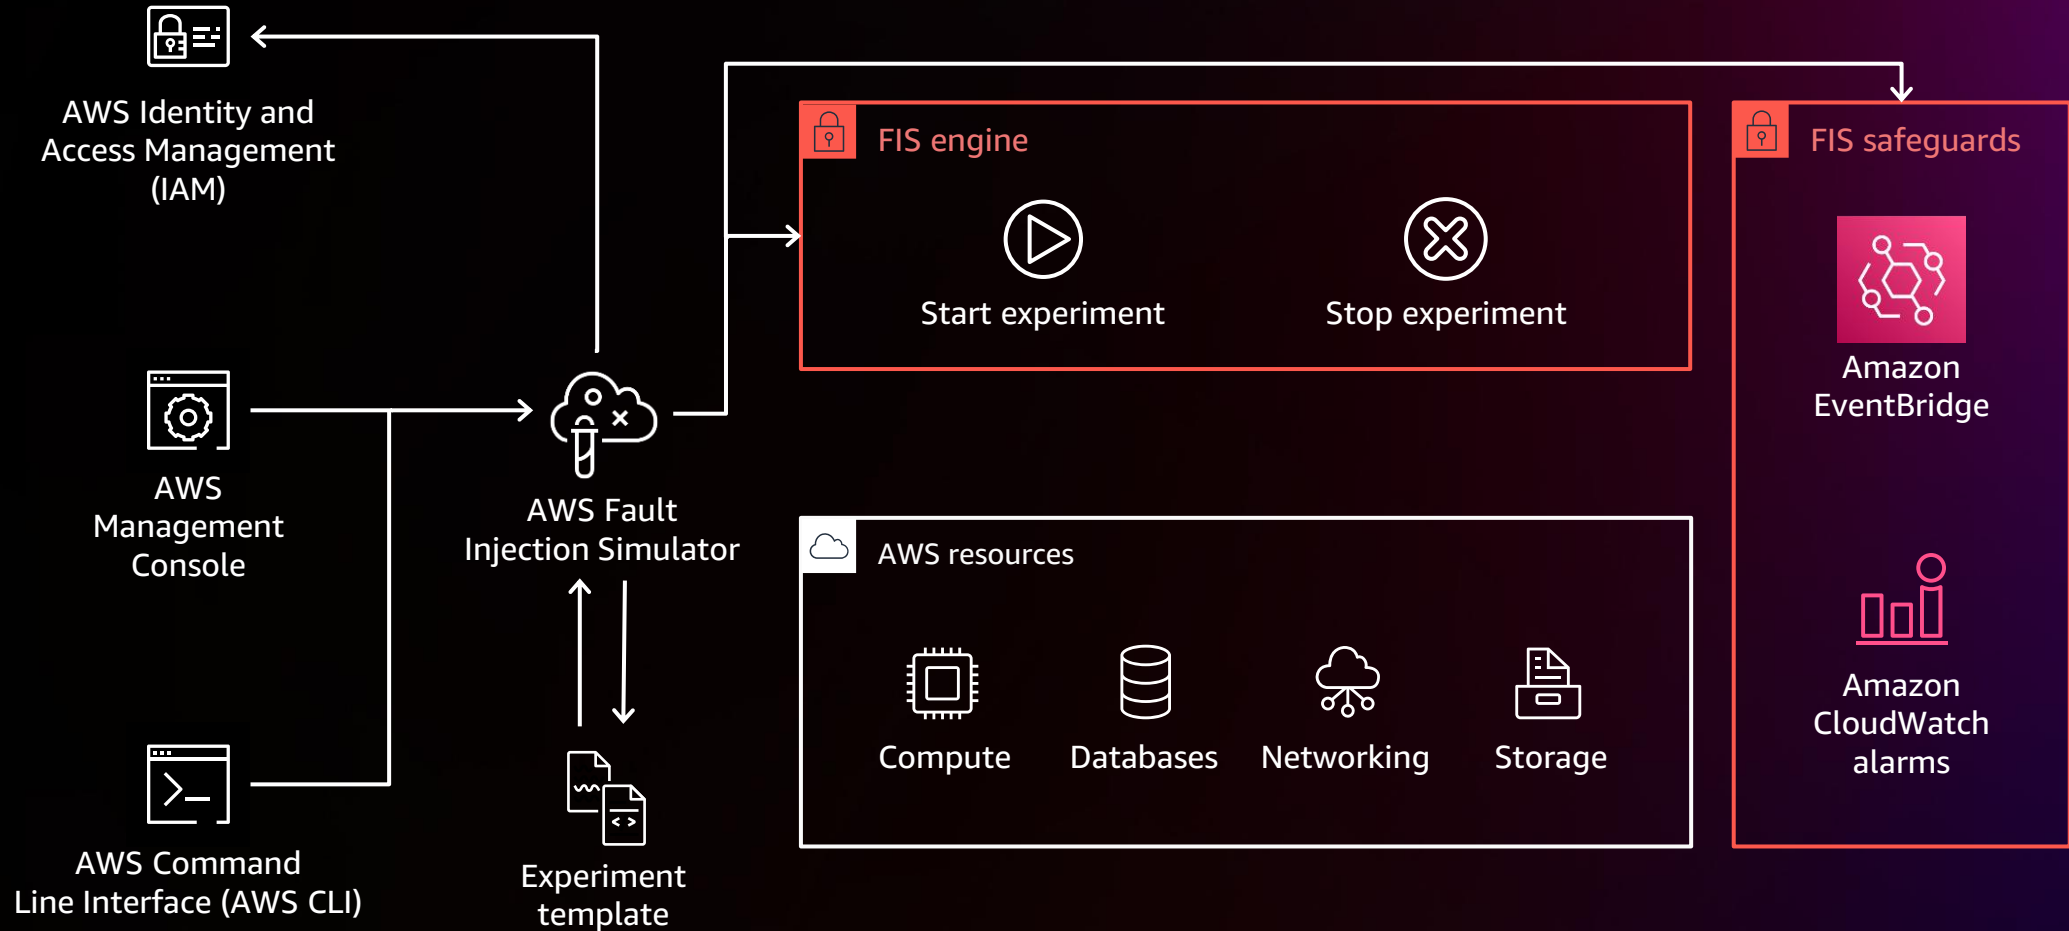 AWS Identity and
Access Management
(IAM)
FIS engine
FIS safeguards
Start experiment
Stop experiment
Amazon
EventBridge
AWS
Management
Console
AWS Fault
Injection Simulator
AWS resources
Compute
Databases
Networking
Storage
Amazon
CloudWatch
alarms
AWS Command
Line Interface (AWS CLI)
Experiment
template